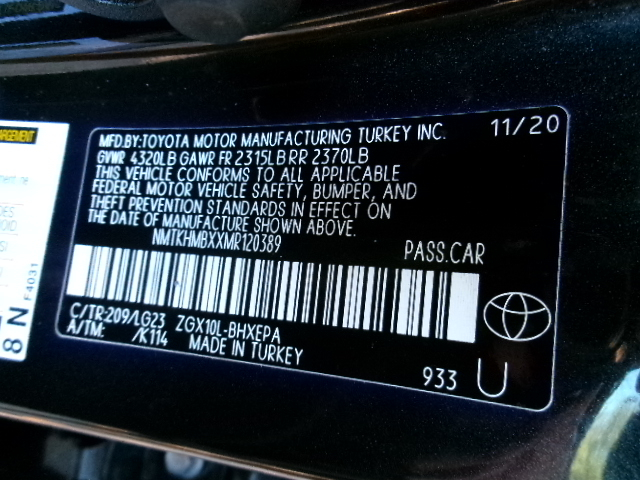 MFD.BY:TOYOTA MOTOR MANUFACTURING TURKEY INC. 11/20
GVWR 4320LB GAWR FR 2315LB RR 2370LB
THIS VEHICLE CONFORMS TO ALL APPLICABLE
FEDERAL MOTOR VEHICLE SAFETY, BUMPER, AND
THEFT PREVENTION STANDARDS IN EFFECT ON
THE DATE OF MANUFACTURE SHOWN ABOVE.
NMTKHMBXXMR120389 PASS.CAR
C/TR:209/LG23 ZGX10L-BHXEPA
A/TM: /K114 MADE IN TURKEY
933 U
8 N
F4031